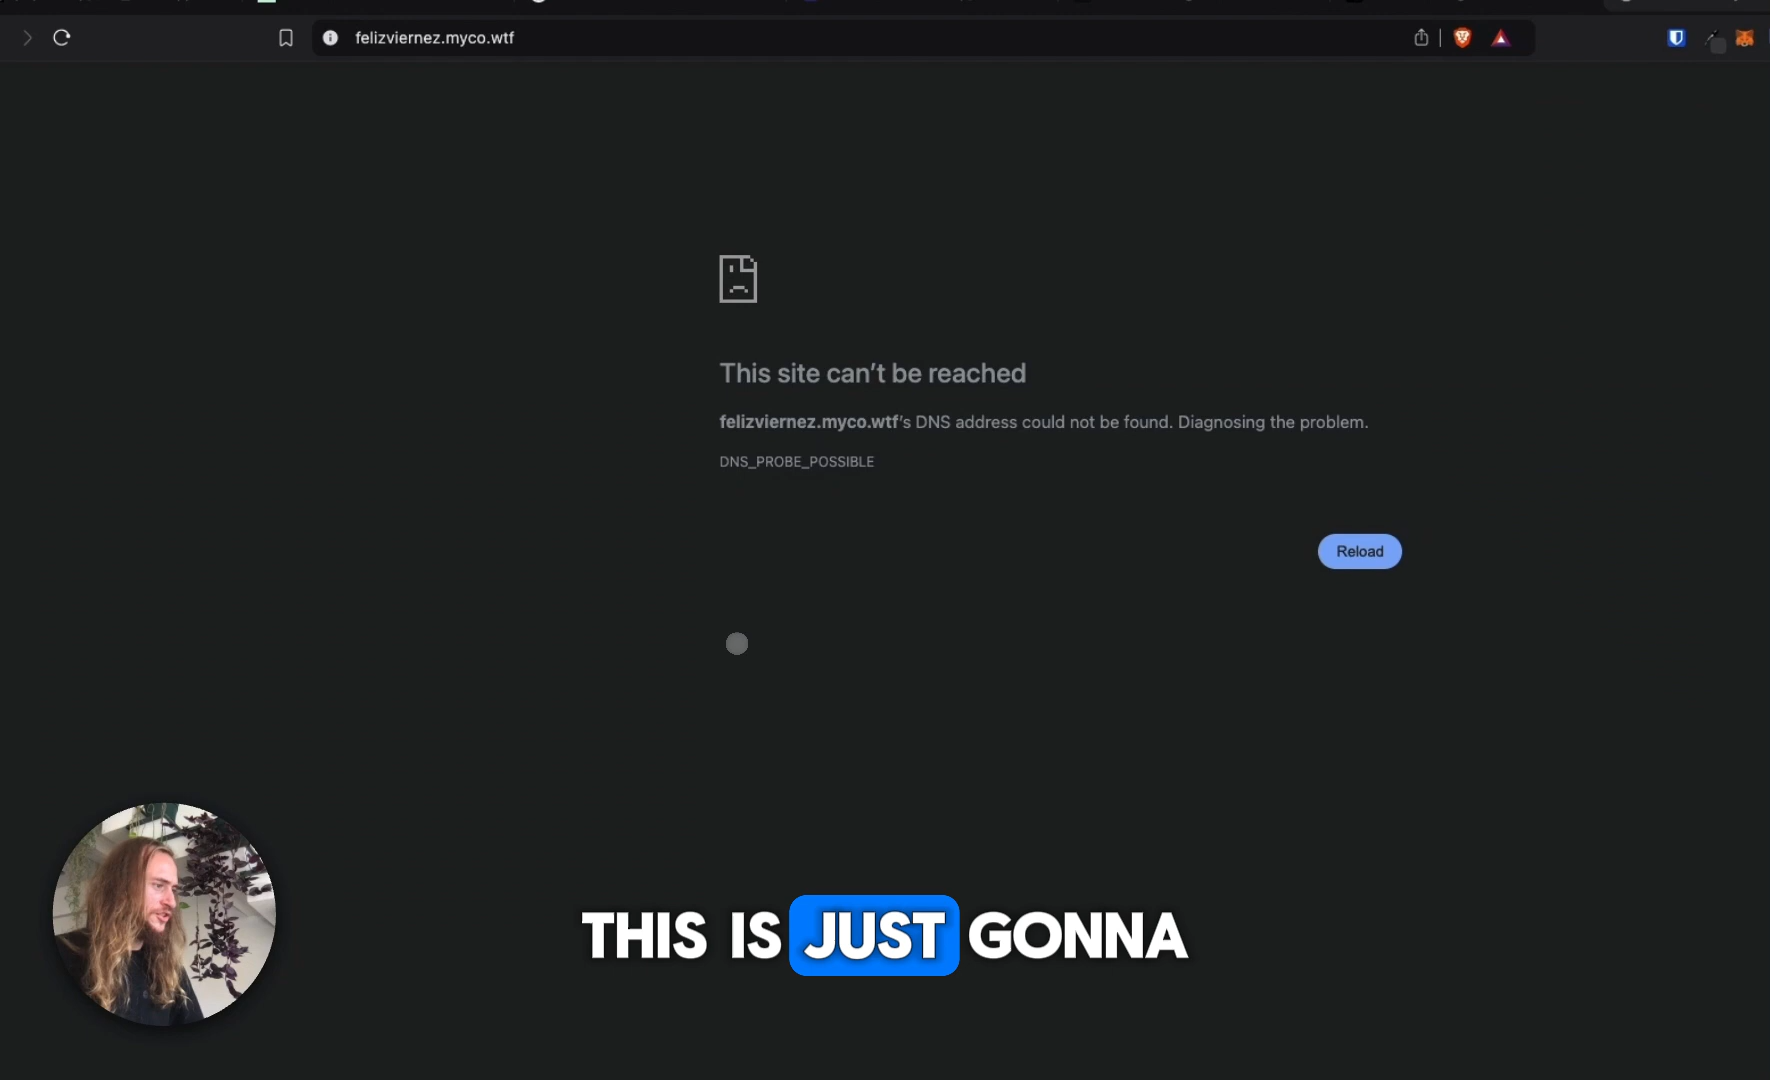 felizviernez.myco.wtf
This site can't be reached
felizviernez.myco.wtf's DNS address could not be found. Diagnosing the problem.
DNS_PROBE_POSSIBLE
Reload
THIS IS JUST GONNA